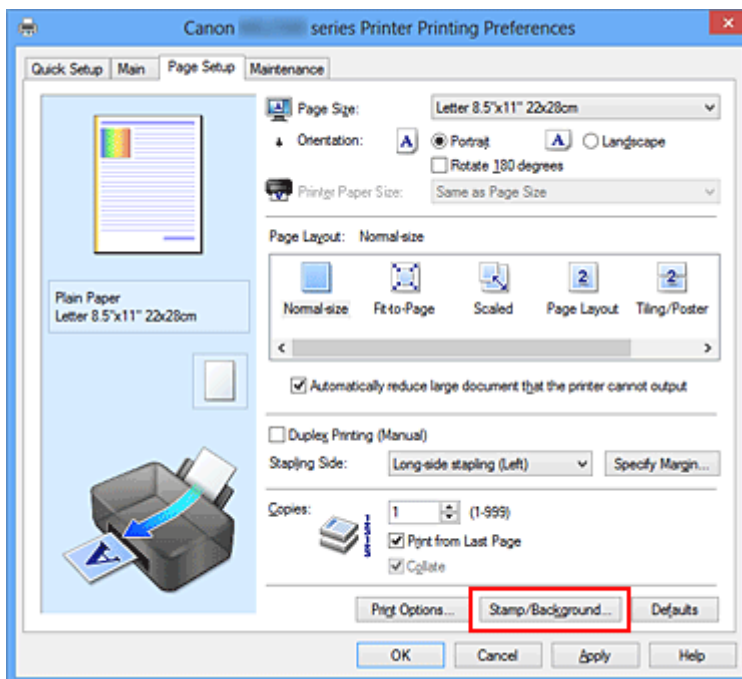 Canon series Printer Printing Preferences
Quick Setup Main Page Setup Maintenance
Page Size: Letter 8.5"x11" 22x28cm
Orientation: A Portrait A Landscape
Rotate 180 degrees
Printer Paper Size: Same as Page Size
Page Layout: Normal-size
2 2
Normal-size Fit-to-Page Scaled Page Layout Tiling/Poster
Plain Paper
Letter 8.5"x11" 22x28cm
Automatically reduce large document that the printer cannot output
Duplex Printing (Manual)
Stapling Side: Long-side stapling (Left) Specify Margin...
Copies: 1 (1-999)
Print from Last Page
Collate
A
Print Options... Stamp/Background... Defaults
OK Cancel Apply Help